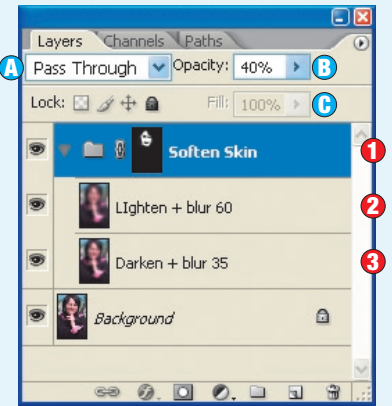 Layers Channels Paths
A Pass Through Opacity: 40% B
Lock: Fill: 100% C
Soften Skin 1
LIghten + blur 60 2
Darken + blur 35 3
Background